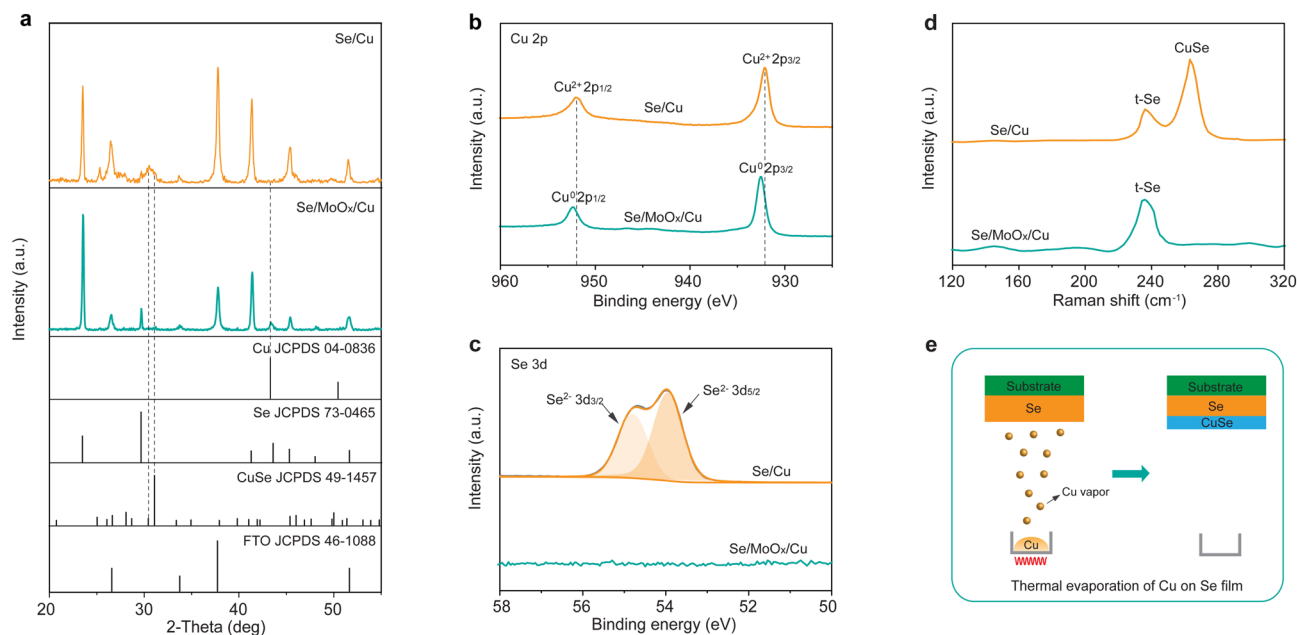 a
Se/Cu
Se/MoOₓ/Cu
Cu JCPDS 04-0836
Se JCPDS 73-0465
CuSe JCPDS 49-1457
FTO JCPDS 46-1088
Intensity (a.u.)
20 30 40 50
2-Theta (deg)
b
Cu 2p
Cu²⁺ 2p₃/₂
Cu²⁺ 2p₁/₂
Se/Cu
Cu⁰ 2p₃/₂
Cu⁰ 2p₁/₂
Se/MoOₓ/Cu
Intensity (a.u.)
960 950 940 930
Binding energy (eV)
c
Se 3d
Se²⁻ 3d₃/₂
Se²⁻ 3d₅/₂
Se/Cu
Se/MoOₓ/Cu
Intensity (a.u.)
58 56 54 52 50
Binding energy (eV)
d
CuSe
t-Se
Se/Cu
t-Se
Se/MoOₓ/Cu
Intensity (a.u.)
120 160 200 240 280 320
Raman shift (cm⁻¹)
e
Substrate
Se
Substrate
Se
CuSe
Cu vapor
Cu
Thermal evaporation of Cu on Se film